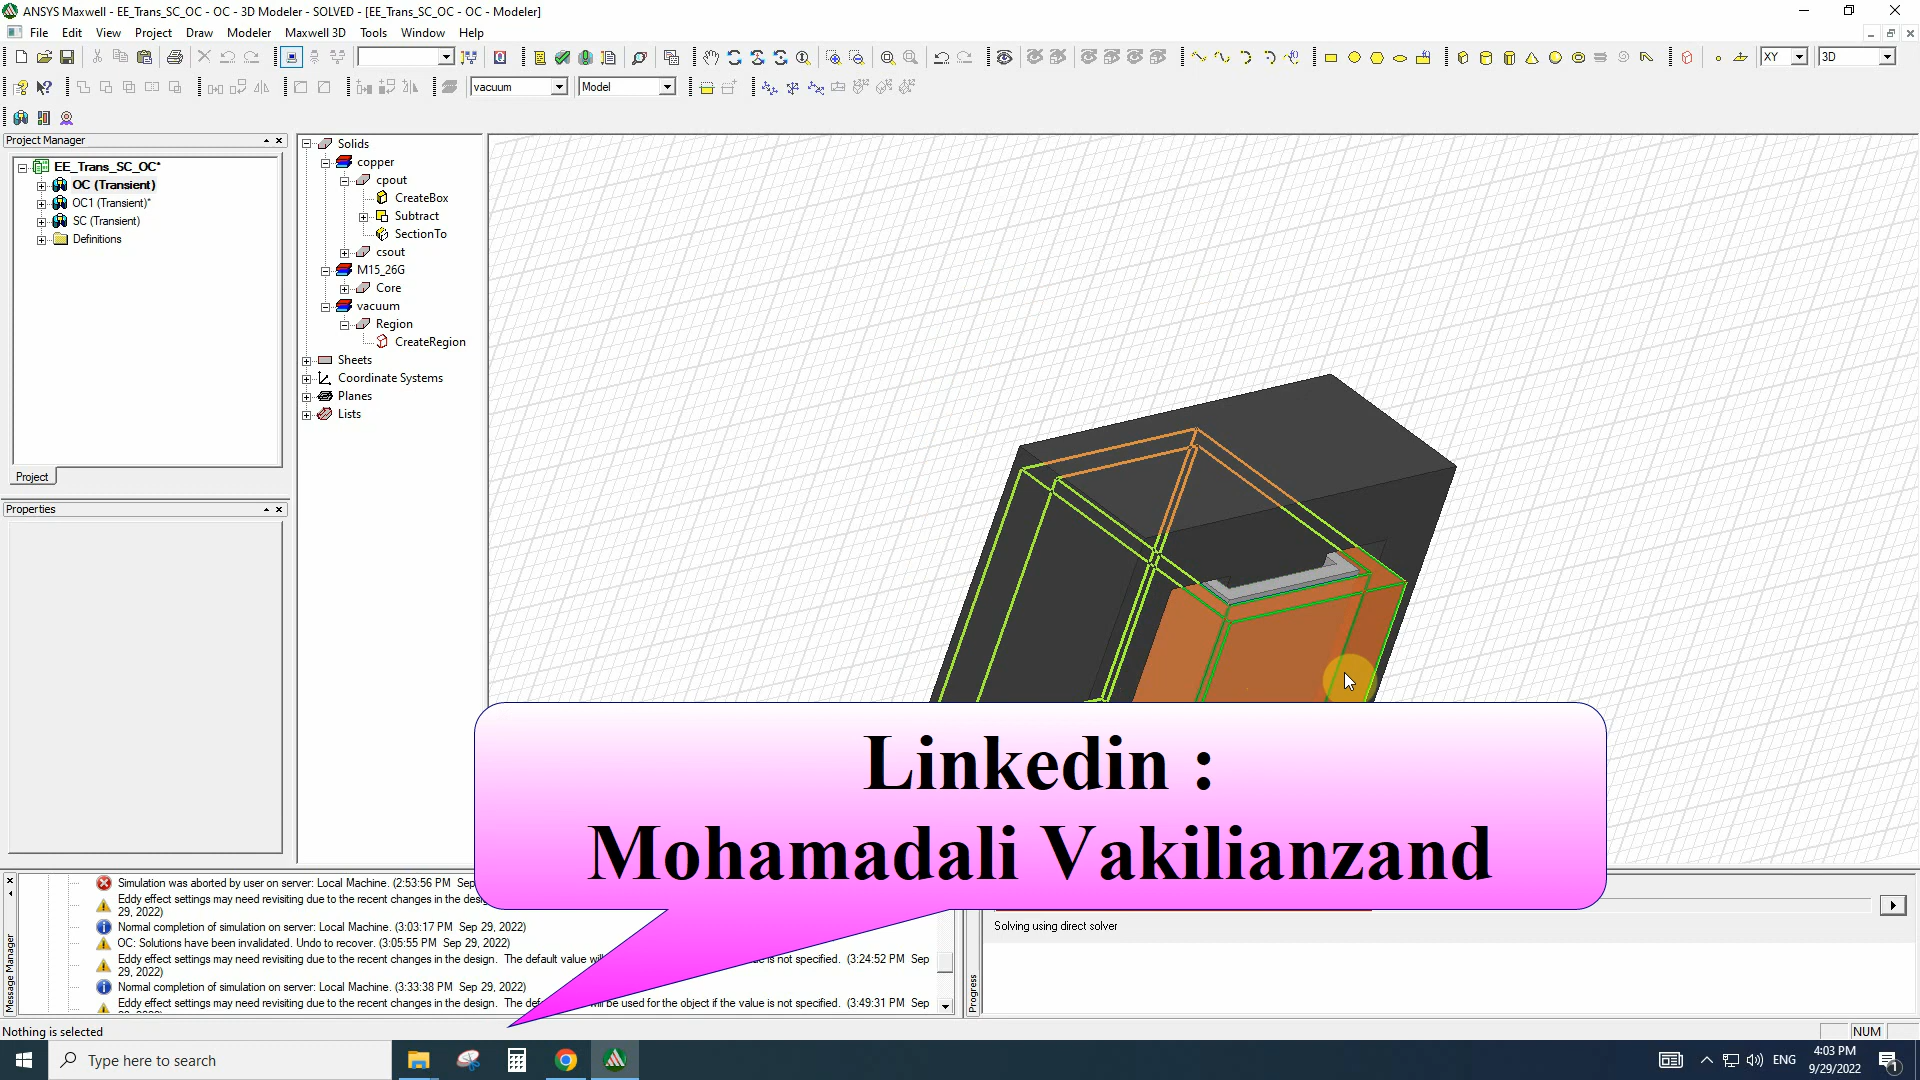 ANSYS Maxwell - EE_Trans_SC_OC - OC - 3D Modeler - SOLVED - [EE_Trans_SC_OC - OC - Modeler]
File Edit View Project Draw Modeler Maxwell 3D Tools Window Help
XY 3D
vacuum Model
Project Manager
EE_Trans_SC_OC*
OC (Transient)
OC1 (Transient)*
SC (Transient)
Definitions
Project
Properties
Solids
copper
cpout
CreateBox
Subtract
SectionTo
csout
M15_26G
Core
vacuum
Region
CreateRegion
Sheets
Coordinate Systems
Planes
Lists
Linkedin :
Mohamadali Vakilianzand
Message Manager
Simulation was aborted by user on server: Local Machine. (2:53:56 PM Sep
Eddy effect settings may need revisiting due to the recent changes in the desig
29, 2022)
Normal completion of simulation on server: Local Machine. (3:03:17 PM Sep 29, 2022)
OC: Solutions have been invalidated. Undo to recover. (3:05:55 PM Sep 29, 2022)
Eddy effect settings may need revisiting due to the recent changes in the design. The default value wil
is not specified. (3:24:52 PM Sep
29, 2022)
Normal completion of simulation on server: Local Machine. (3:33:38 PM Sep 29, 2022)
Eddy effect settings may need revisiting due to the recent changes in the design. The
be used for the object if the value is not specified. (3:49:31 PM Sep
Progress
Solving using direct solver
Nothing is selected
NUM
Type here to search
ENG
4:03 PM
9/29/2022
1